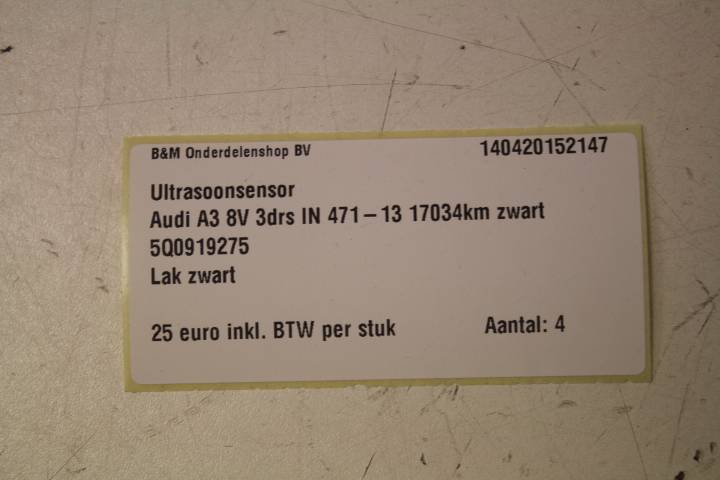 B&M Onderdelenshop BV 140420152147
Ultrasoonsensor
Audi A3 8V 3drs IN 471-13 17034km zwart
5Q0919275
Lak zwart
25 euro inkl. BTW per stuk Aantal: 4